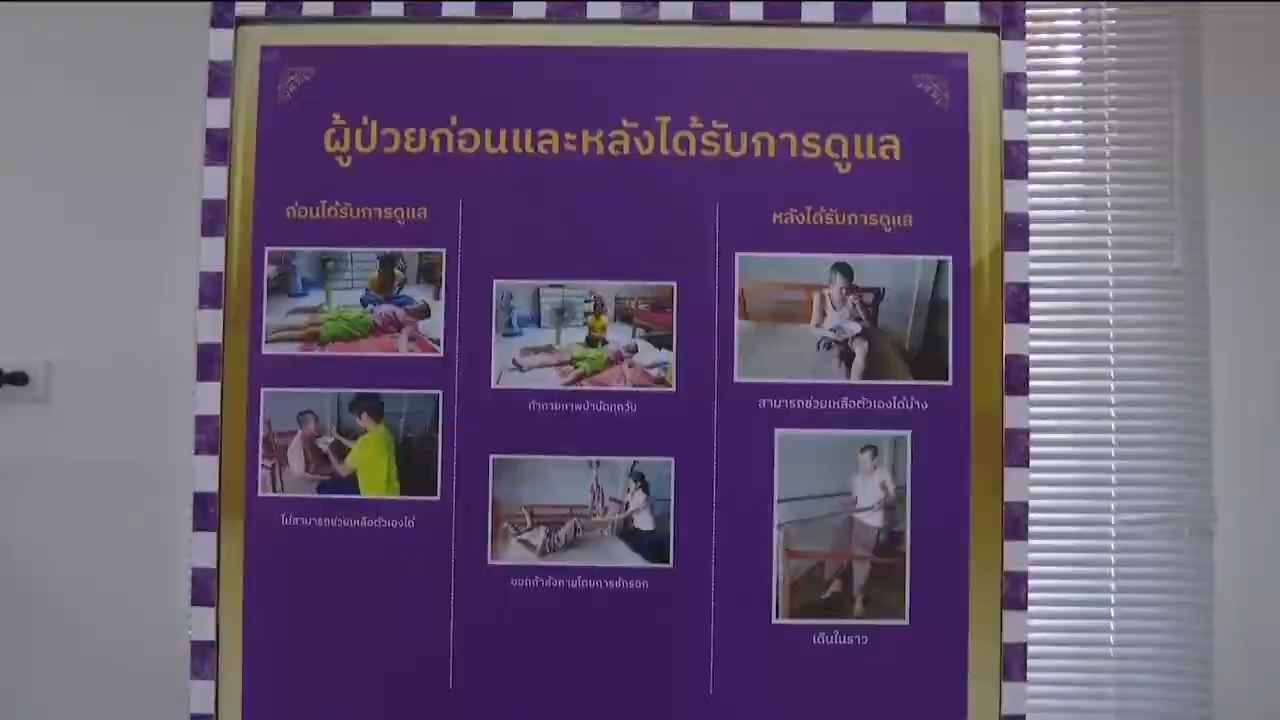 ผู้ป่วยก่อนและหลังได้รับการดูแล
ก่อนได้รับการดูแล
ไม่สามารถช่วยเหลือตัวเองได้
ทำกายภาพบำบัดทุกวัน
ออกกำลังกายโดยการชักรอก
หลังได้รับการดูแล
สามารถช่วยเหลือตัวเองได้บ้าง
เดินในราว